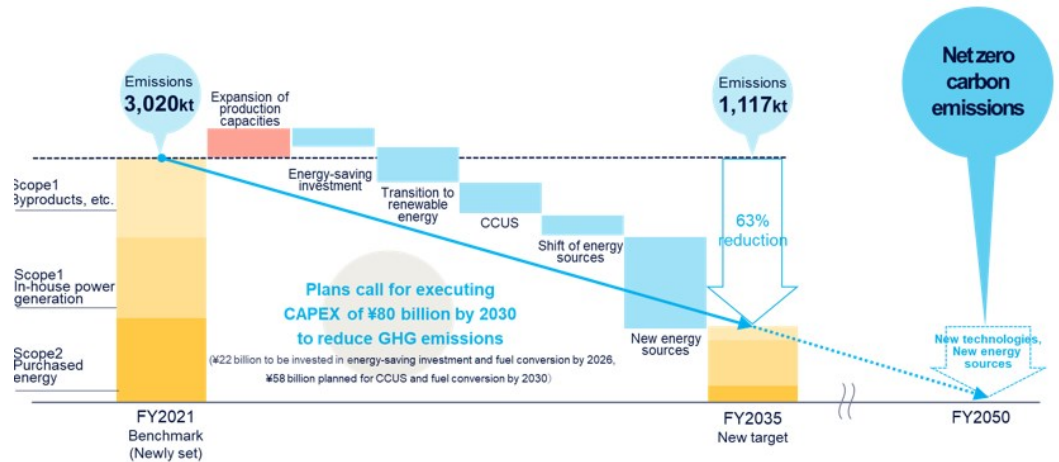 Net zero
carbon
emissions
Emissions
3,020kt
Expansion of
production
capacities
Emissions
1,117kt
Energy-saving
investment
Transition to
renewable
energy
CCUS
Shift of energy
sources
New energy
sources
63%
reduction
Scope1
Byproducts, etc.
Scope1
In-house power
generation
Scope2
Purchased
energy
Plans call for executing
CAPEX of ¥80 billion by 2030
to reduce GHG emissions
(¥22 billion to be invested in energy-saving investment and fuel conversion by 2026,
¥58 billion planned for CCUS and fuel conversion by 2030)
New technologies,
New energy
sources
FY2021
Benchmark
(Newly set)
FY2035
New target
FY2050